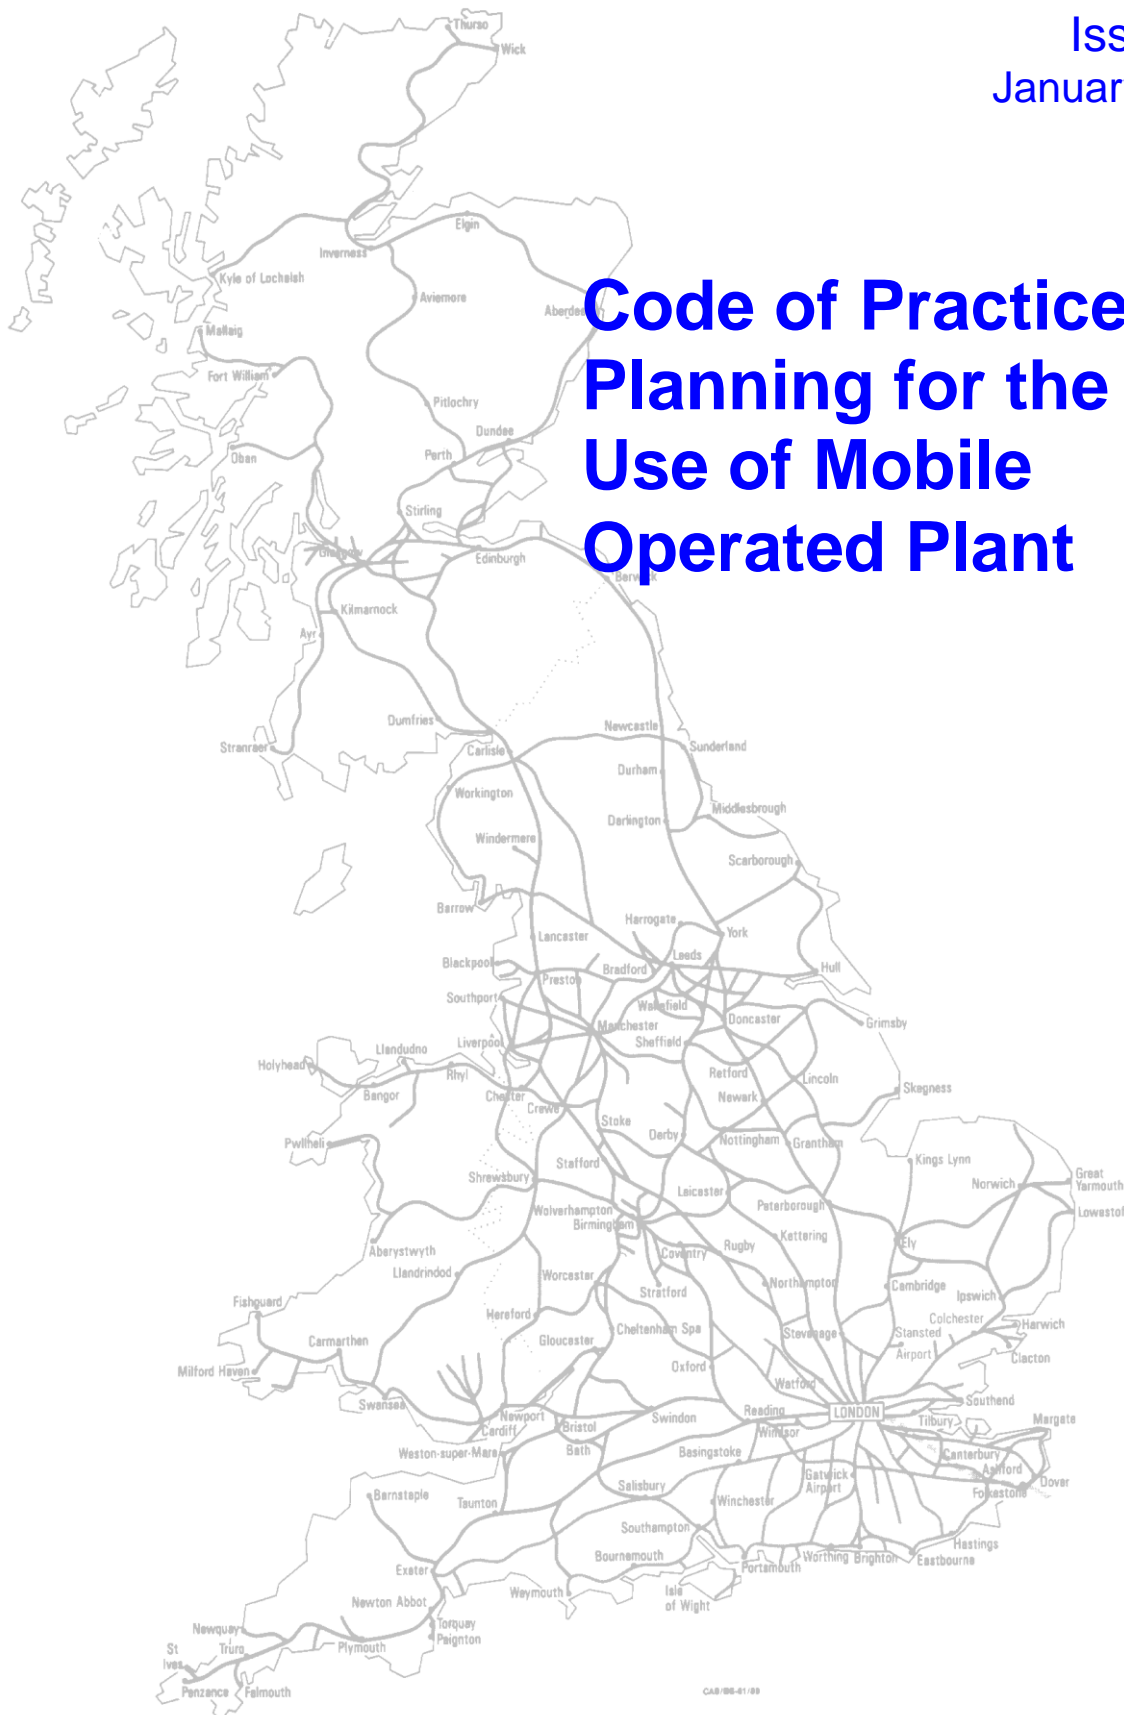 Iss
Januar
Code of Practice
Planning for the
Use of Mobile
Operated Plant
Thurso
Wick
Elgin
Inverness
Kyle of Lochalsh
Aviemore
Mallaig
Fort William
Pitlochry
Dundee
Oban
Perth
Stirling
Glasgow
Edinburgh
Berwick
Kilmarnock
Ayr
Dumfries
Newcastle
Stranraer
Carlisle
Sunderland
Durham
Workington
Middlesbrough
Darlington
Windermere
Scarborough
Barrow
Harrogate
Lancaster
York
Leeds
Blackpool
Bradford
Hull
Preston
Southport
Wakefield
Doncaster
Manchester
Grimsby
Liverpool
Sheffield
Llandudno
Holyhead
Rhyl
Retford
Lincoln
Bangor
Chester
Newark
Skegness
Crewe
Stoke
Derby
Nottingham
Grantham
Pwllheli
Stafford
Kings Lynn
Shrewsbury
Great
Yarmouth
Norwich
Leicester
Peterborough
Wolverhampton
Lowestof
Birmingham
Kettering
Aberystwyth
Coventry
Rugby
Ely
Llandrindod
Worcester
Stratford
Northampton
Cambridge
Ipswich
Fishguard
Hereford
Cheltenham Spa
Colchester
Harwich
Carmarthen
Gloucester
Stevenage
Stansted
Airport
Clacton
Milford Haven
Oxford
Watford
Swansea
Southend
Newport
Swindon
Reading
LONDON
Tilbury
Margate
Cardiff
Bristol
Windsor
Weston-super-Mare
Bath
Basingstoke
Canterbury
Ashford
Dover
Gatwick
Airport
Folkestone
Barnstaple
Taunton
Salisbury
Winchester
Southampton
Hastings
Bournemouth
Portsmouth
Worthing
Brighton
Eastbourne
Exeter
Weymouth
Isle
of Wight
Newton Abbot
Torquay
Paignton
Newquay
Plymouth
St
Ives
Truro
Penzance
Falmouth